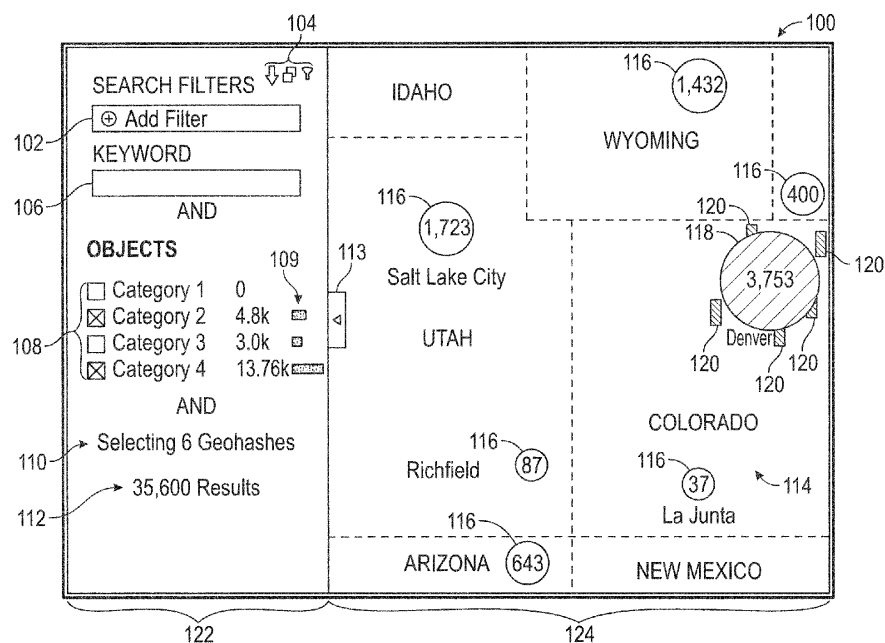 104
100
SEARCH FILTERS
102
⊕ Add Filter
KEYWORD
106
AND
OBJECTS
109
113
108
Category 1 0
Category 2 4.8k
Category 3 3.0k
Category 4 13.76k
AND
110
Selecting 6 Geohashes
112
35,600 Results
122
IDAHO
116
1,432
WYOMING
116
400
116
1,723
Salt Lake City
UTAH
120
118
3,753
120
120
Denver
120
120
COLORADO
116
Richfield
87
116
37
114
La Junta
116
ARIZONA
643
NEW MEXICO
124